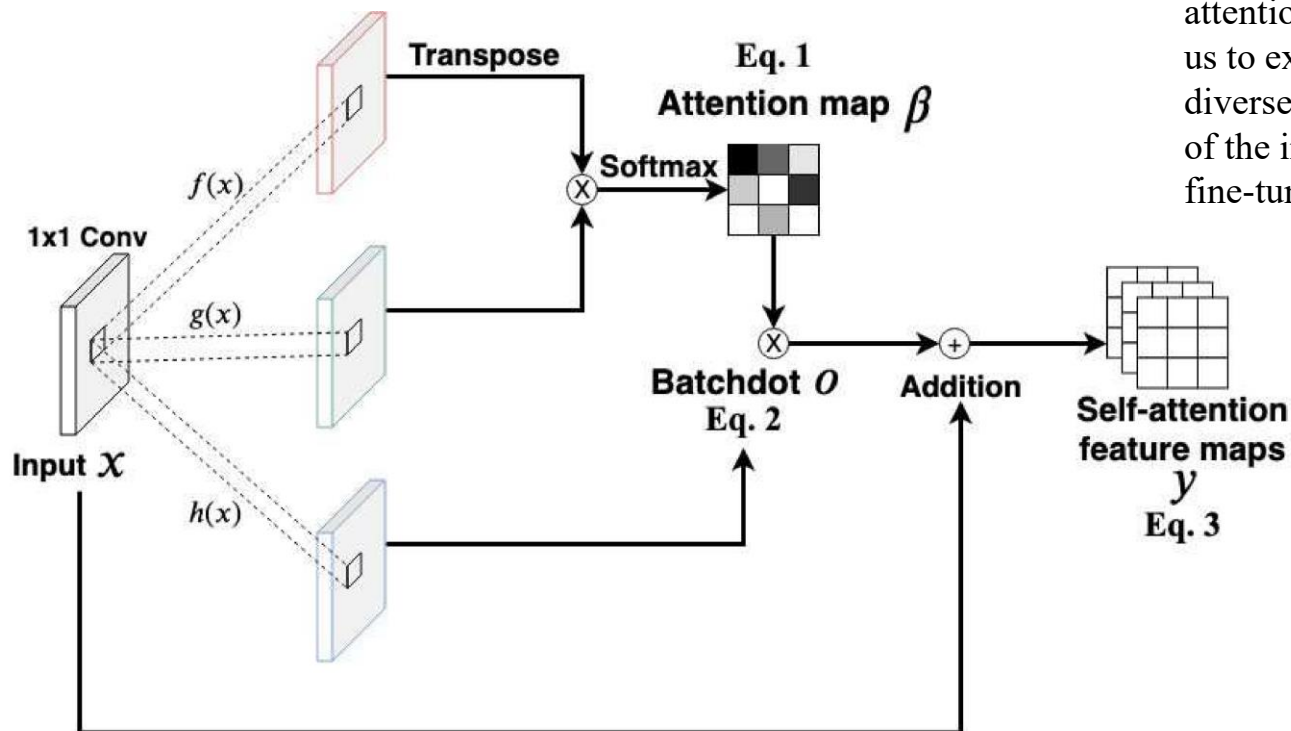 Transpose
Eq. 1
Attention map β
f(x)
Softmax
X
1x1 Conv
g(x)
X
+
Batchdot O
Eq. 2
Addition
Self-attention
feature maps
y
Eq. 3
Input x
h(x)
us to ex
diverse
of the i
fine-tur